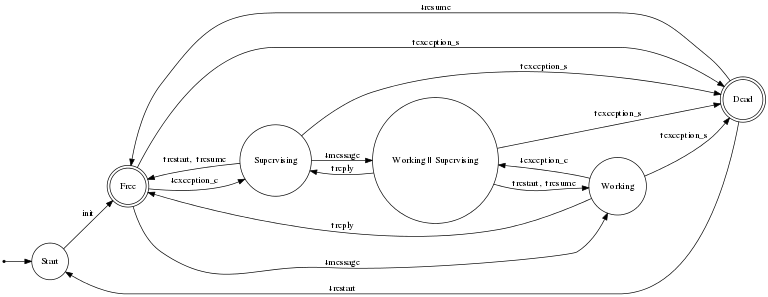 ↓resume
↑exception_s
↑exception_s
Dead
↑exception_s
↑exception_s
↑restart, ↑resume
Supervising
↓message
↑reply
Working || Supervising
↓exception_c
Free
↓exception_c
↑restart, ↑resume
Working
init
↑reply
Start
↓message
↓restart